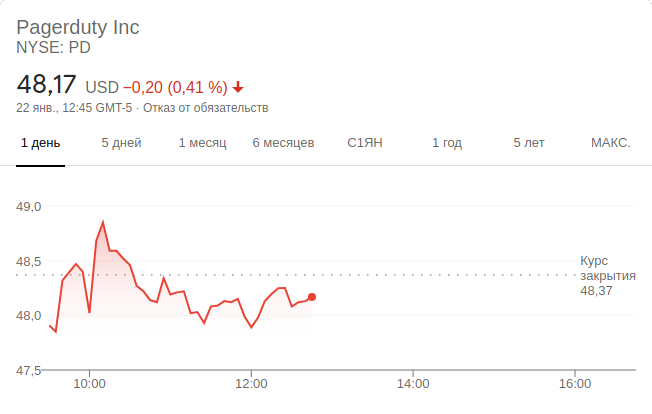 Pagerduty Inc
NYSE: PD
48,17 USD −0,20 (0,41 %)
22 янв., 12:45 GMT-5 · Отказ от обязательств
1 день 5 дней 1 месяц 6 месяцев С1ЯН 1 год 5 лет МАКС.
49,0
48,5
48,0
47,5
Курс
закрытия
48,37
10:00 12:00 14:00 16:00